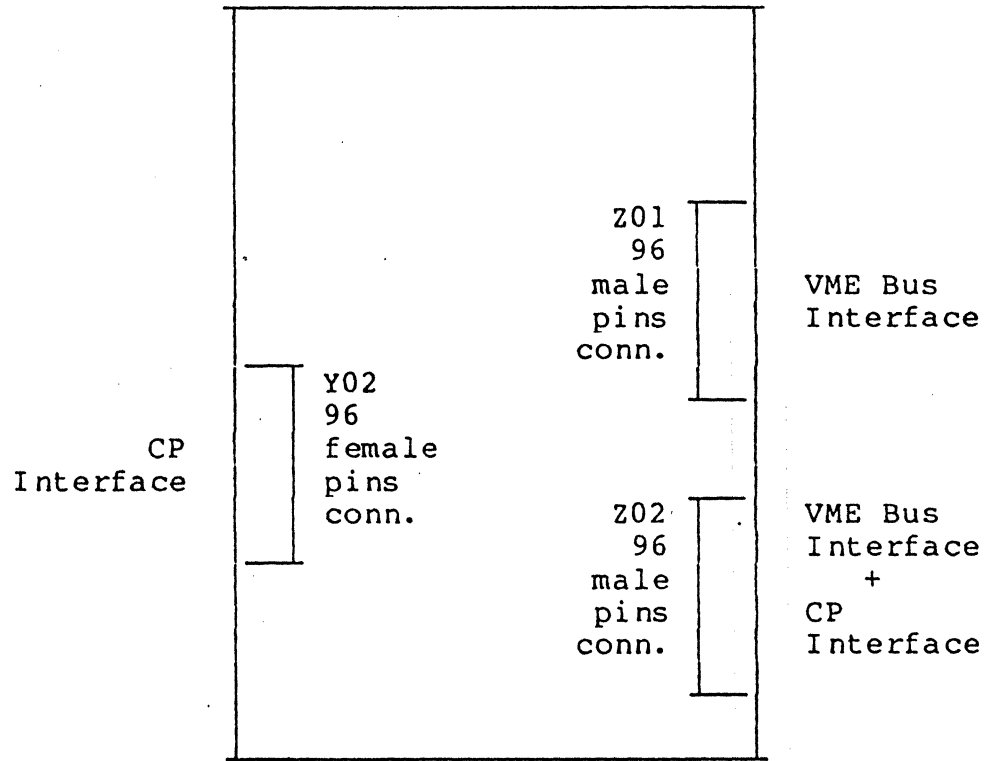 Z01
96
male
pins
conn.
VME Bus
Interface
CP
Interface
Y02
96
female
pins
conn.
Z02
96
male
pins
conn.
VME Bus
Interface
+
CP
Interface